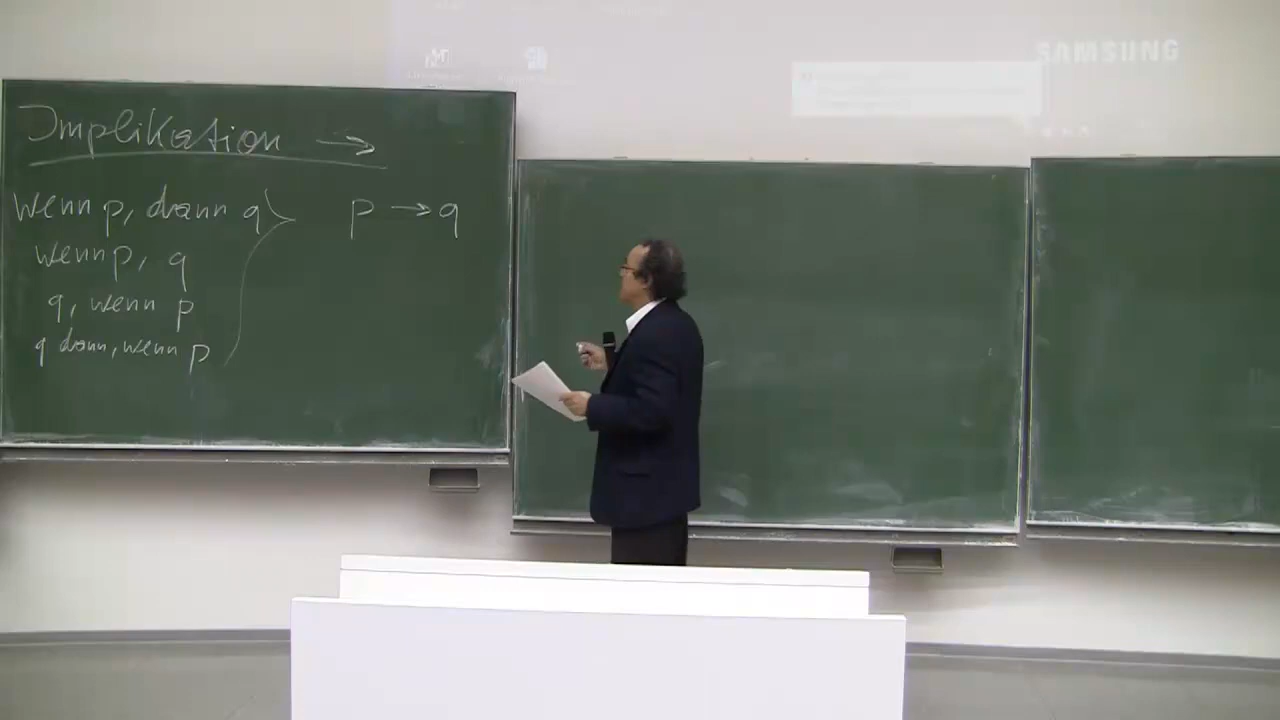 SAMSUNG
Implikation →
wenn p, dann q
p → q
wenn p, q
q, wenn p
q dann, wenn p